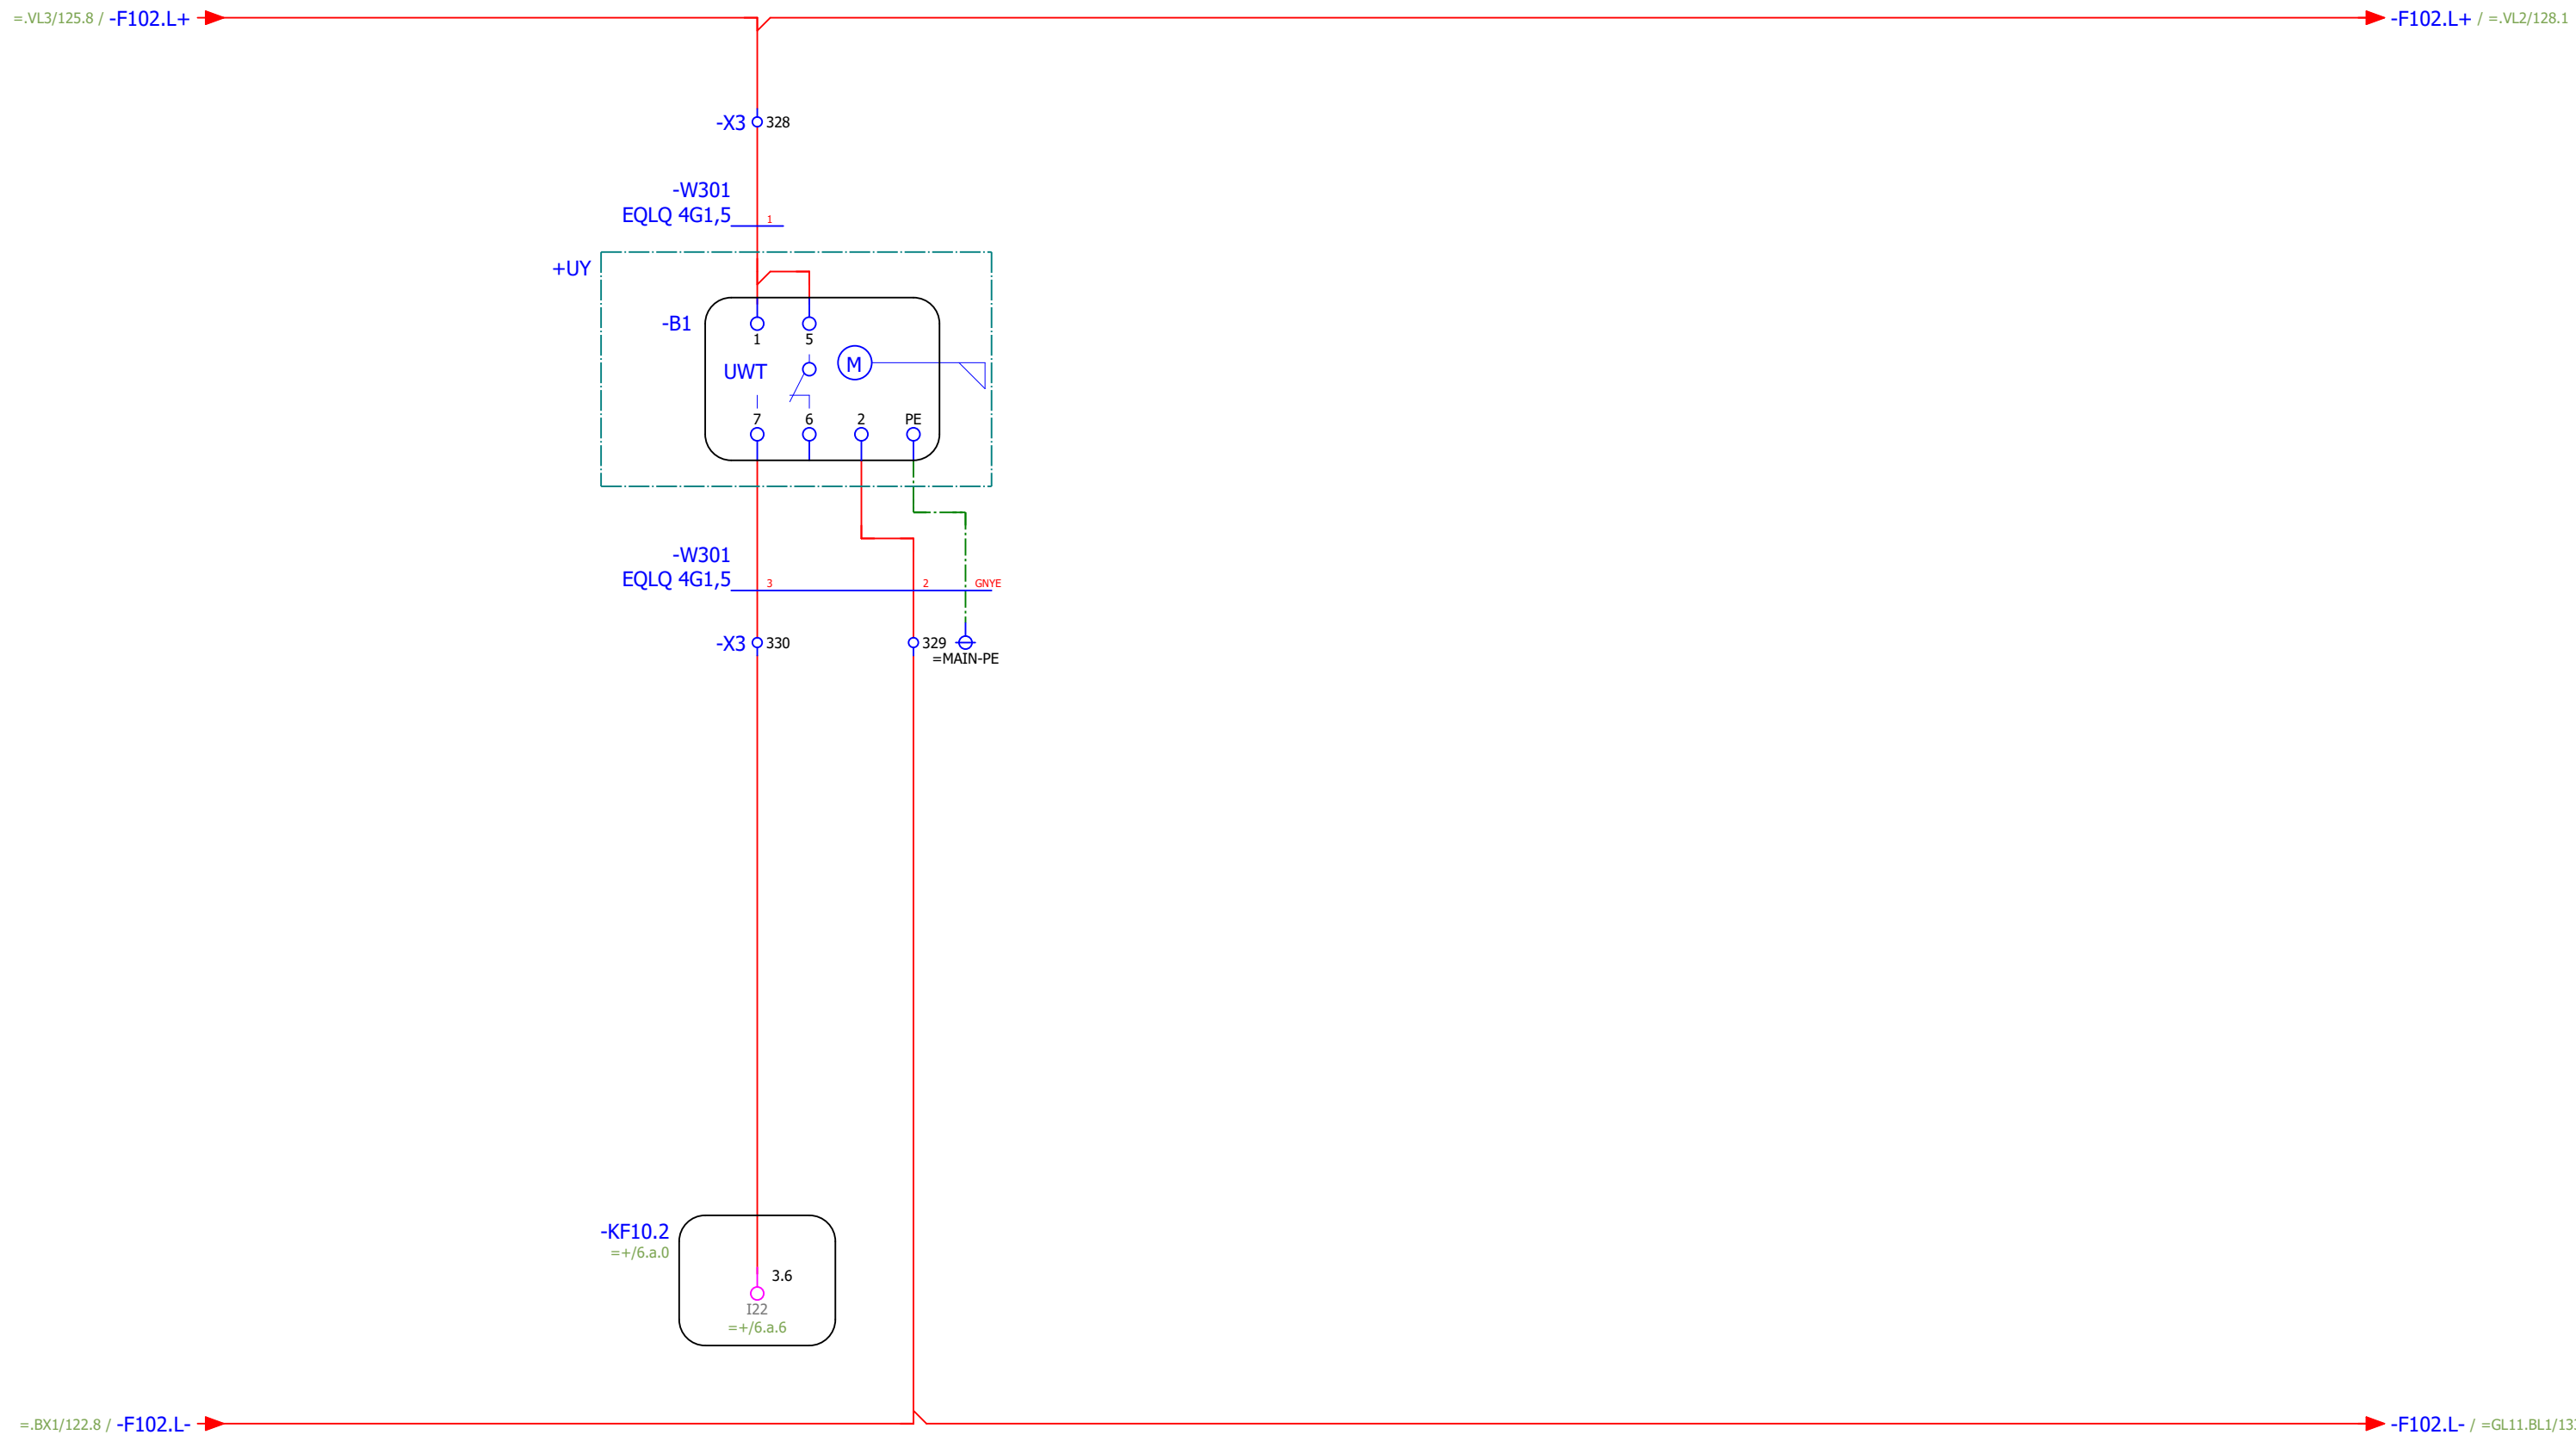 =.VL3/125.8 / -F102.L+
-F102.L+ / =.VL2/128.1
-X3 328
-W301
EQLQ 4G1,5 1
+UY
-B1
1 5
UWT M
7 6 2 PE
-W301
EQLQ 4G1,5 3 2 GNYE
-X3 330 329
=MAIN-PE
-KF10.2
=+/6.a.0
3.6
I22
=+/6.a.6
=.BX1/122.8 / -F102.L-
-F102.L- / =GL11.BL1/13